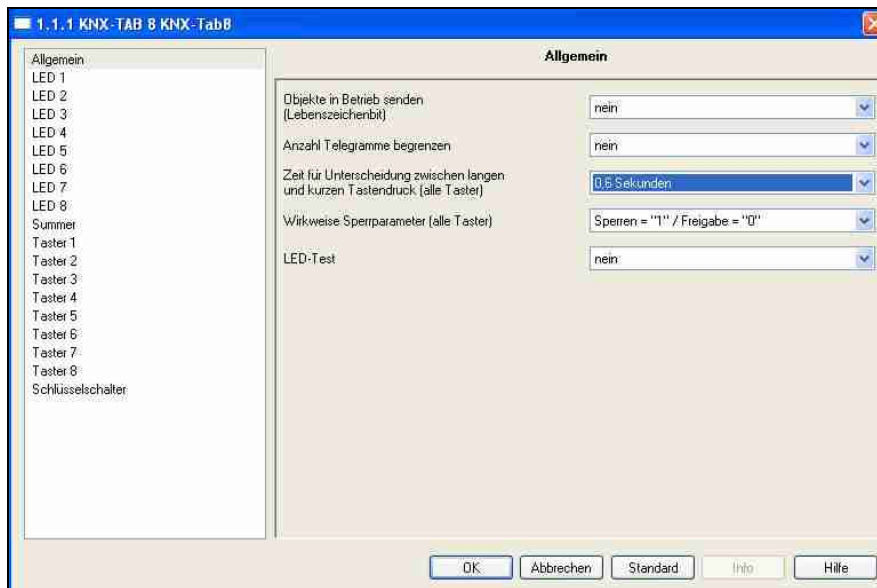 1.1.1 KNX-TAB 8 KNX-Tab8
Allgemein
LED 1
LED 2
LED 3
LED 4
LED 5
LED 6
LED 7
LED 8
Summer
Taster 1
Taster 2
Taster 3
Taster 4
Taster 5
Taster 6
Taster 7
Taster 8
Schlüsselschalter
Allgemein
Objekte in Betrieb senden
(Lebenszeichenbit)
nein
Anzahl Telegramme begrenzen
nein
Zeit für Unterscheidung zwischen langen
und kurzen Tastendruck (alle Taster)
0,6 Sekunden
Wirkweise Sperrparameter (alle Taster)
Sperren = "1" / Freigabe = "0"
LED-Test
nein
OK
Abbrechen
Standard
Info
Hilfe